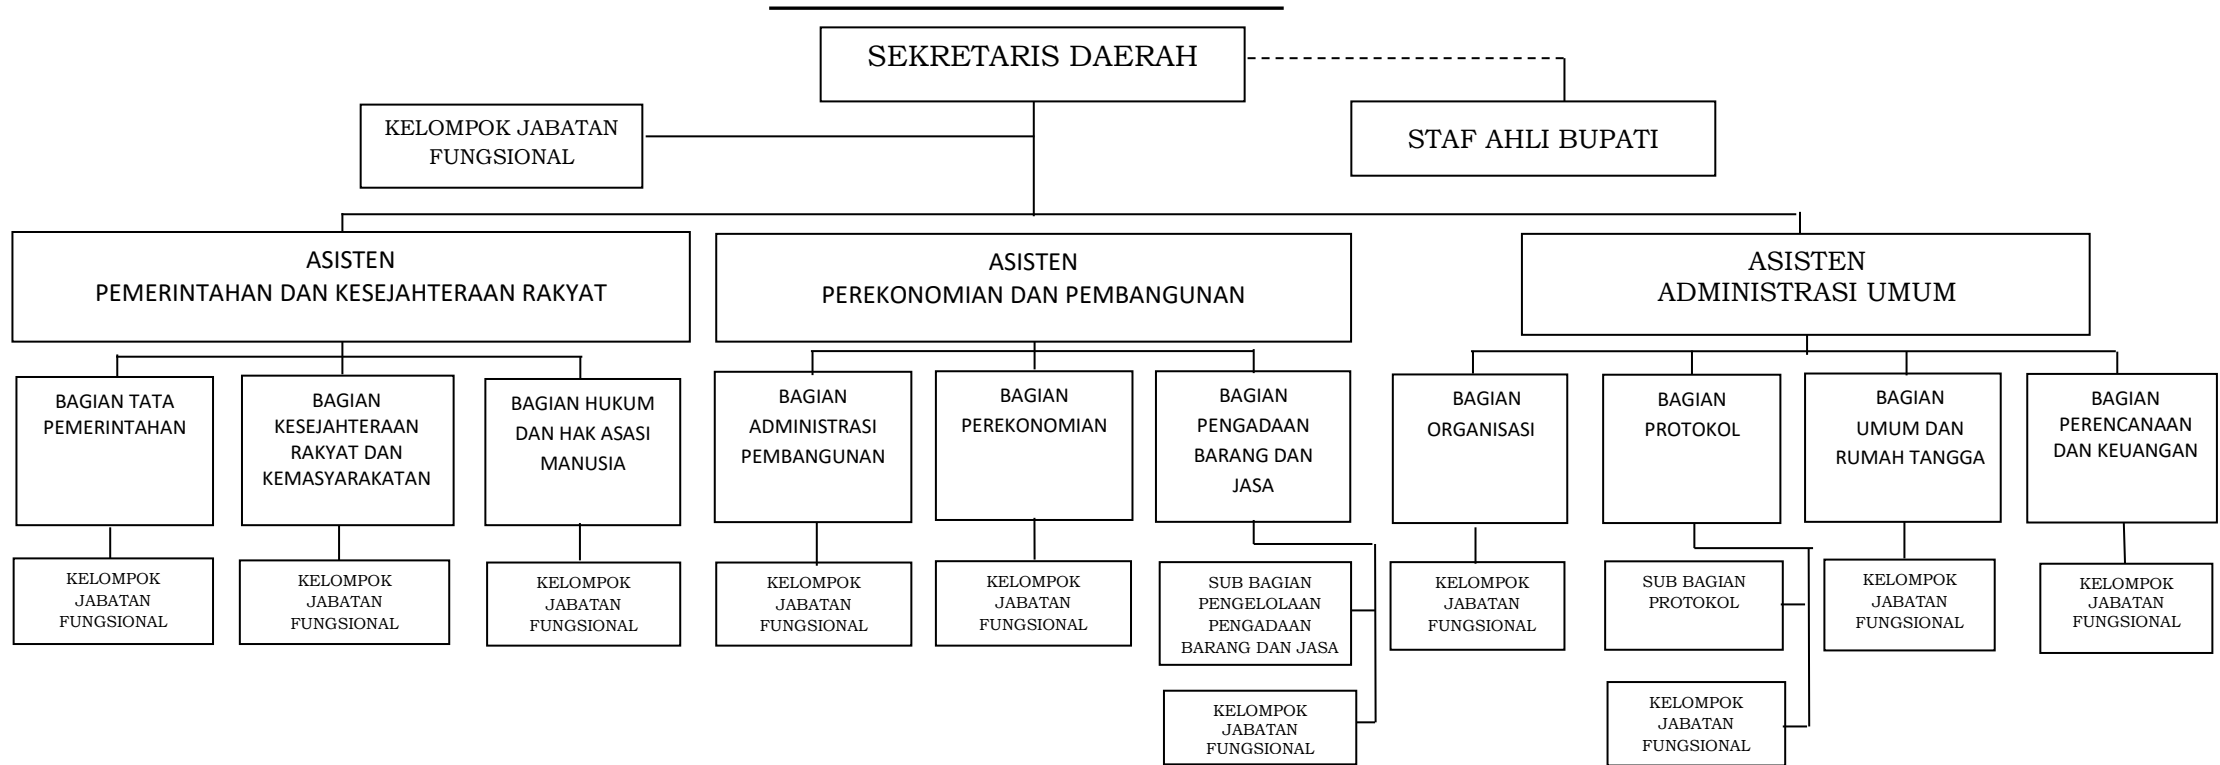 SEKRETARIS DAERAH
KELOMPOK JABATAN
FUNGSIONAL
STAF AHLI BUPATI
ASISTEN
PEMERINTAHAN DAN KESEJAHTERAAN RAKYAT
ASISTEN
PEREKONOMIAN DAN PEMBANGUNAN
ASISTEN
ADMINISTRASI UMUM
BAGIAN TATA
PEMERINTAHAN
BAGIAN
KESEJAHTERAAN
RAKYAT DAN
KEMASYARAKATAN
BAGIAN HUKUM
DAN HAK ASASI
MANUSIA
BAGIAN
ADMINISTRASI
PEMBANGUNAN
BAGIAN
PEREKONOMIAN
BAGIAN
PENGADAAN
BARANG DAN
JASA
BAGIAN
ORGANISASI
BAGIAN
PROTOKOL
BAGIAN
UMUM DAN
RUMAH TANGGA
BAGIAN
PERENCANAAN
DAN KEUANGAN
KELOMPOK
JABATAN
FUNGSIONAL
KELOMPOK
JABATAN
FUNGSIONAL
KELOMPOK
JABATAN
FUNGSIONAL
KELOMPOK
JABATAN
FUNGSIONAL
KELOMPOK
JABATAN
FUNGSIONAL
SUB BAGIAN
PENGELOLAAN
PENGADAAN
BARANG DAN JASA
KELOMPOK
JABATAN
FUNGSIONAL
SUB BAGIAN
PROTOKOL
KELOMPOK
JABATAN
FUNGSIONAL
KELOMPOK
JABATAN
FUNGSIONAL
KELOMPOK
JABATAN
FUNGSIONAL
KELOMPOK
JABATAN
FUNGSIONAL